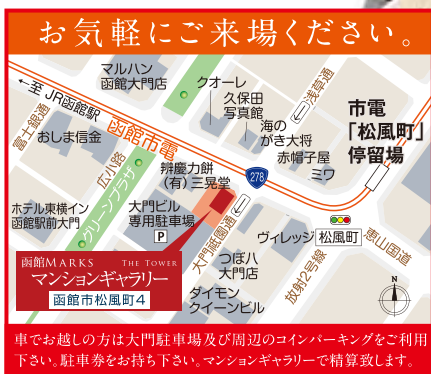 お気軽にご来場ください。
マルハン
函館大門店
←至 JR函館駅
クオーレ
久保田
写真館
浅草通
海の
がき大将
市電
「松風町」
停留場
富士銀通
おしま信金
函館市電
広小路
赤帽子屋
ミワ
278
辨慶力餅
(有)三晃堂
グリーンプラザ
ホテル東横イン
函館駅前大門
大門ビル
専用駐車場
P
大門祇園通
ヴィレッジ
松風町
恵山国道
つぼ八
大門店
放射2号線
函館MARKS THE TOWER
マンションギャラリー
函館市松風町4
ダイモン
クイーンビル
N
車でお越しの方は大門駐車場及び周辺のコインパーキングをご利用
下さい。駐車券をお持ち下さい。マンションギャラリーで精算致します。